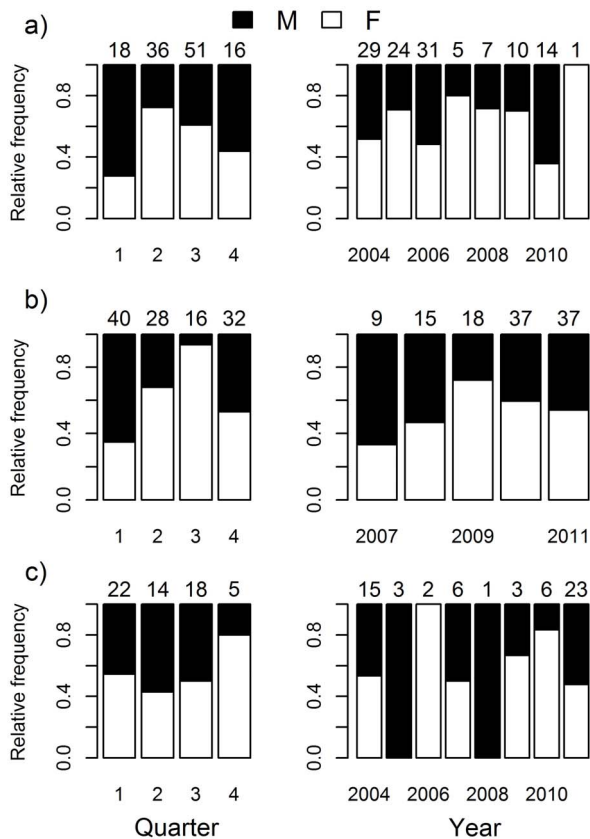 a) M F
18 36 51 16 29 24 31 5 7 10 14 1
Relative frequency
0.8
0.4
0.0
1 2 3 4 2004 2006 2008 2010
b)
40 28 16 32 9 15 18 37 37
Relative frequency
0.8
0.4
0.0
1 2 3 4 2007 2009 2011
c)
22 14 18 5 15 3 2 6 1 3 6 23
Relative frequency
0.8
0.4
0.0
1 2 3 4 2004 2006 2008 2010
Quarter Year